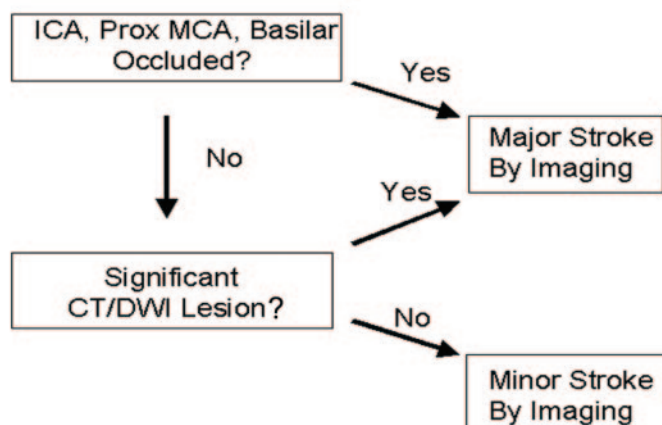 ICA, Prox MCA, Basilar
Occluded?
Yes
Major Stroke
By Imaging
No
Yes
Significant
CT/DWI Lesion?
No
Minor Stroke
By Imaging